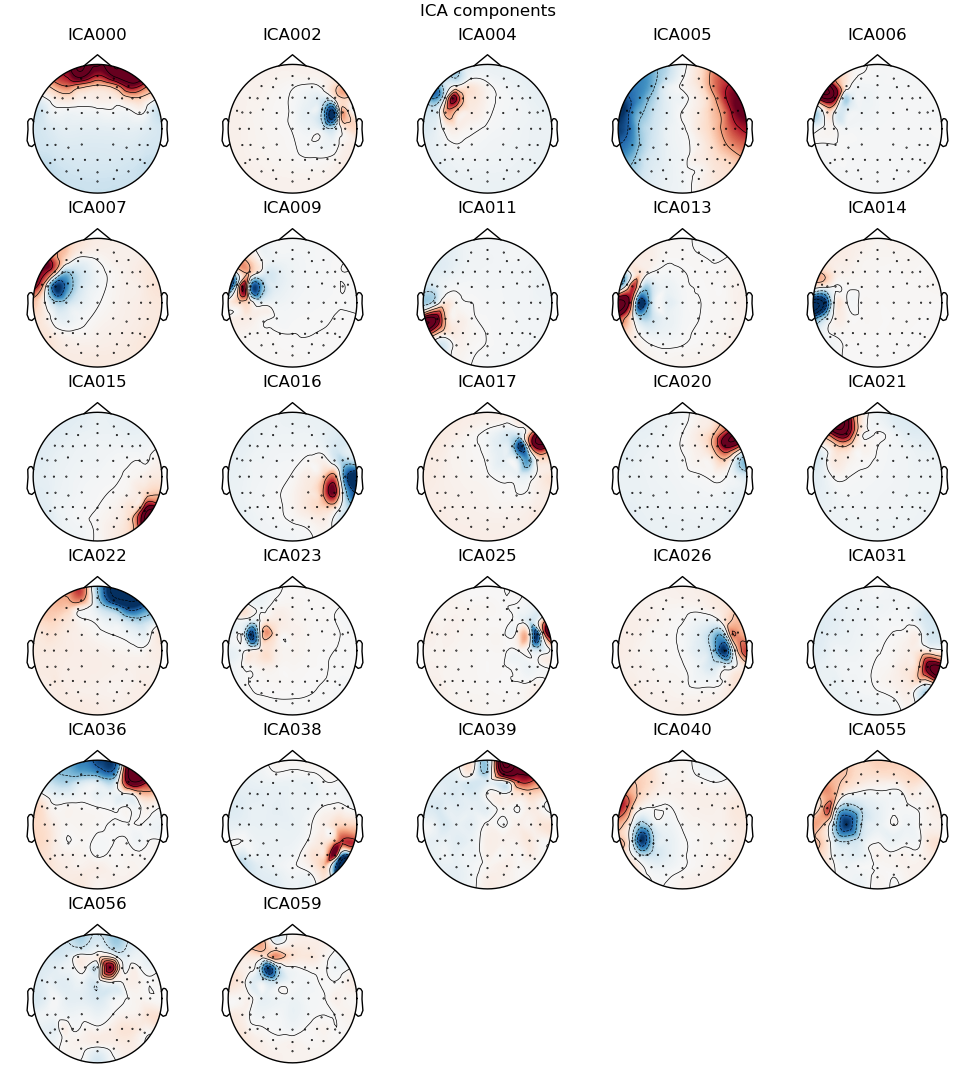 ICA components
ICA000 ICA002 ICA004 ICA005 ICA006
ICA007 ICA009 ICA011 ICA013 ICA014
ICA015 ICA016 ICA017 ICA020 ICA021
ICA022 ICA023 ICA025 ICA026 ICA031
ICA036 ICA038 ICA039 ICA040 ICA055
ICA056 ICA059